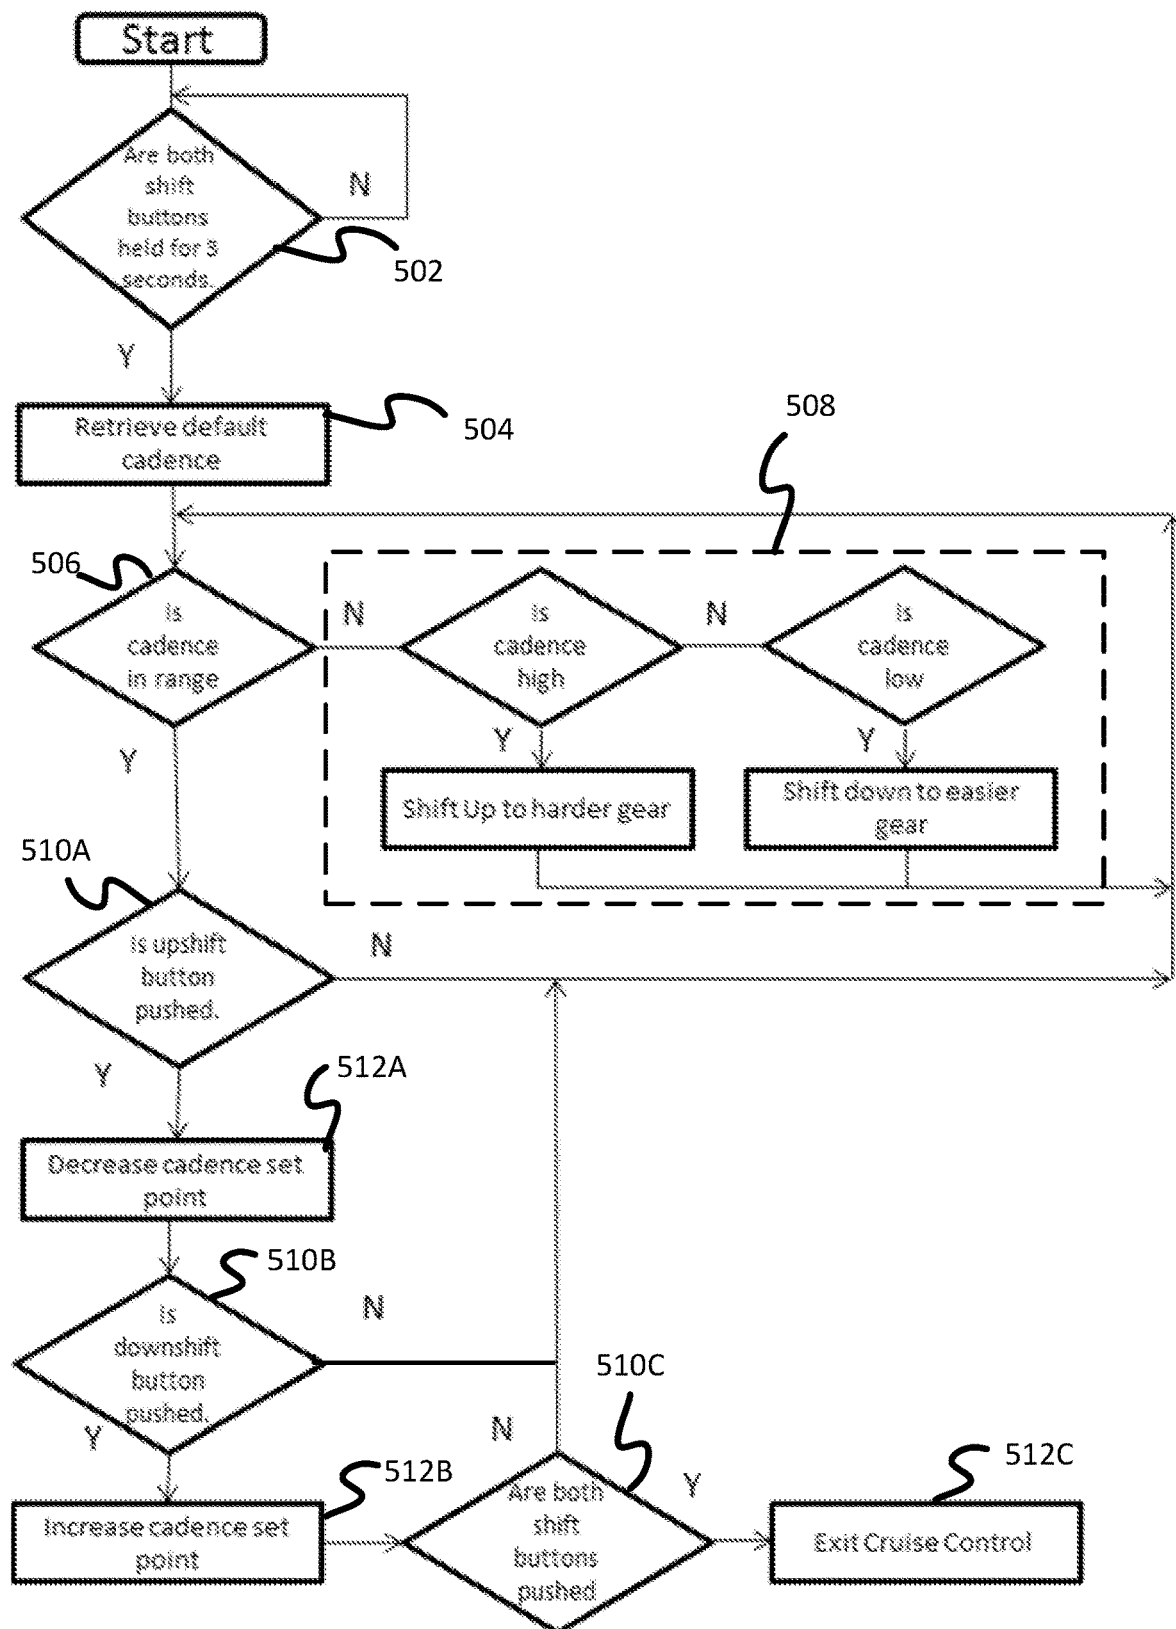 Start
Are both
shift
buttons
held for 3
seconds.
N
502
Y
Retrieve default
cadence
504
508
506
Is
cadence
in range
N
Is
cadence
high
N
Is
cadence
low
Y
Y
Y
Shift Up to harder gear
Shift down to easier
gear
510A
Is upshift
button
pushed.
N
Y
512A
Decrease cadence set
point
510B
Is
downshift
button
pushed.
N
Y
510C
N
512B
Increase cadence set
point
Are both
shift
buttons
pushed
Y
512C
Exit Cruise Control